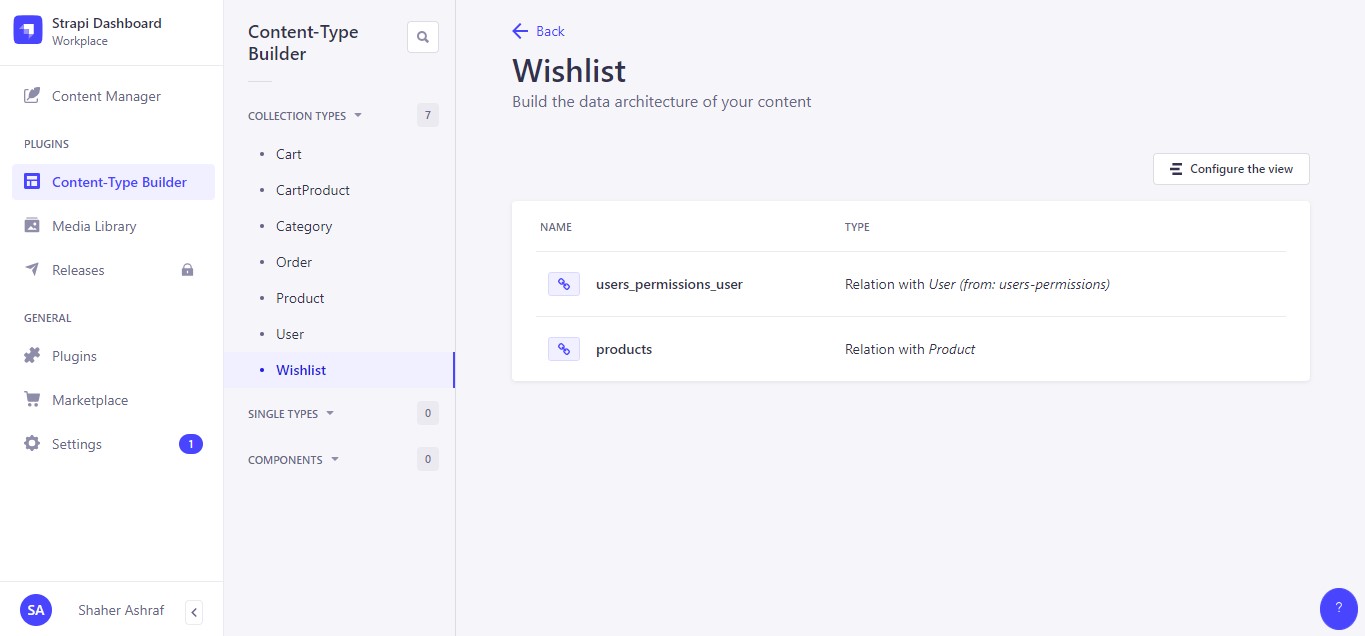 Strapi Dashboard
Workplace
Content Manager
PLUGINS
Content-Type Builder
Media Library
Releases
GENERAL
Plugins
Marketplace
Settings
1
SA
Shaher Ashraf
Content-Type
Builder
COLLECTION TYPES
7
Cart
CartProduct
Category
Order
Product
User
Wishlist
SINGLE TYPES
0
COMPONENTS
0
Back
Wishlist
Build the data architecture of your content
Configure the view
NAME TYPE
users_permissions_user Relation with User (from: users-permissions)
products Relation with Product
?